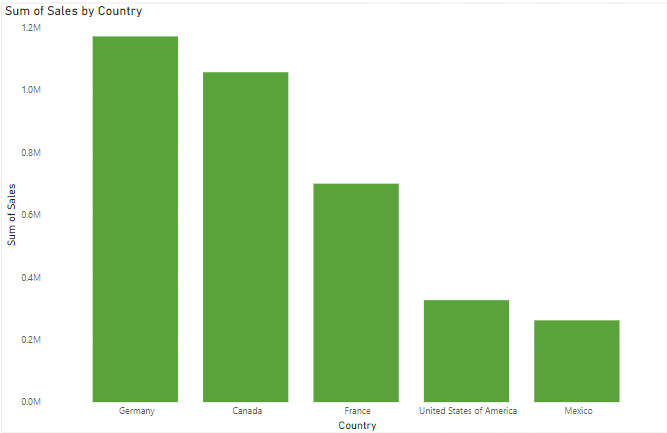 Sum of Sales by Country
1.2M
1.0M
0.8M
0.6M
0.4M
0.2M
0.0M
Sum of Sales
Germany
Canada
France
United States of America
Mexico
Country